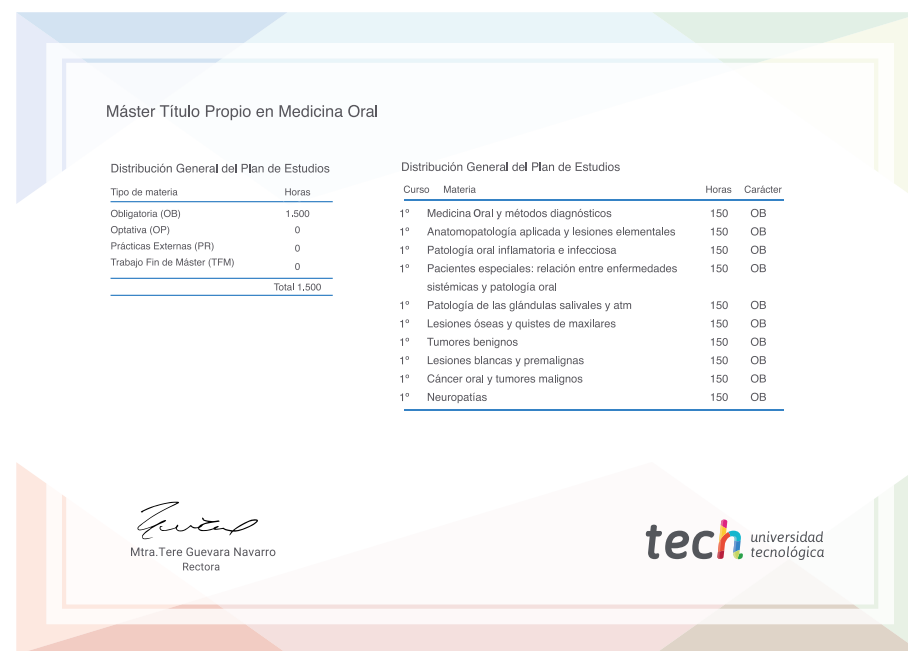 Máster Título Propio en Medicina Oral
Distribución General del Plan de Estudios
Tipo de materia Horas
Obligatoria (OB) 1.500
Optativa (OP) 0
Prácticas Externas (PR) 0
Trabajo Fin de Máster (TFM) 0
Total 1.500
Distribución General del Plan de Estudios
Curso Materia Horas Carácter
1º Medicina Oral y métodos diagnósticos 150 OB
1º Anatomopatología aplicada y lesiones elementales 150 OB
1º Patología oral inflamatoria e infecciosa 150 OB
1º Pacientes especiales: relación entre enfermedades 150 OB
sistémicas y patología oral
1º Patología de las glándulas salivales y atm 150 OB
1º Lesiones óseas y quistes de maxilares 150 OB
1º Tumores benignos 150 OB
1º Lesiones blancas y premalignas 150 OB
1º Cáncer oral y tumores malignos 150 OB
1º Neuropatías 150 OB
Mtra.Tere Guevara Navarro
Rectora
tech universidad
tecnológica